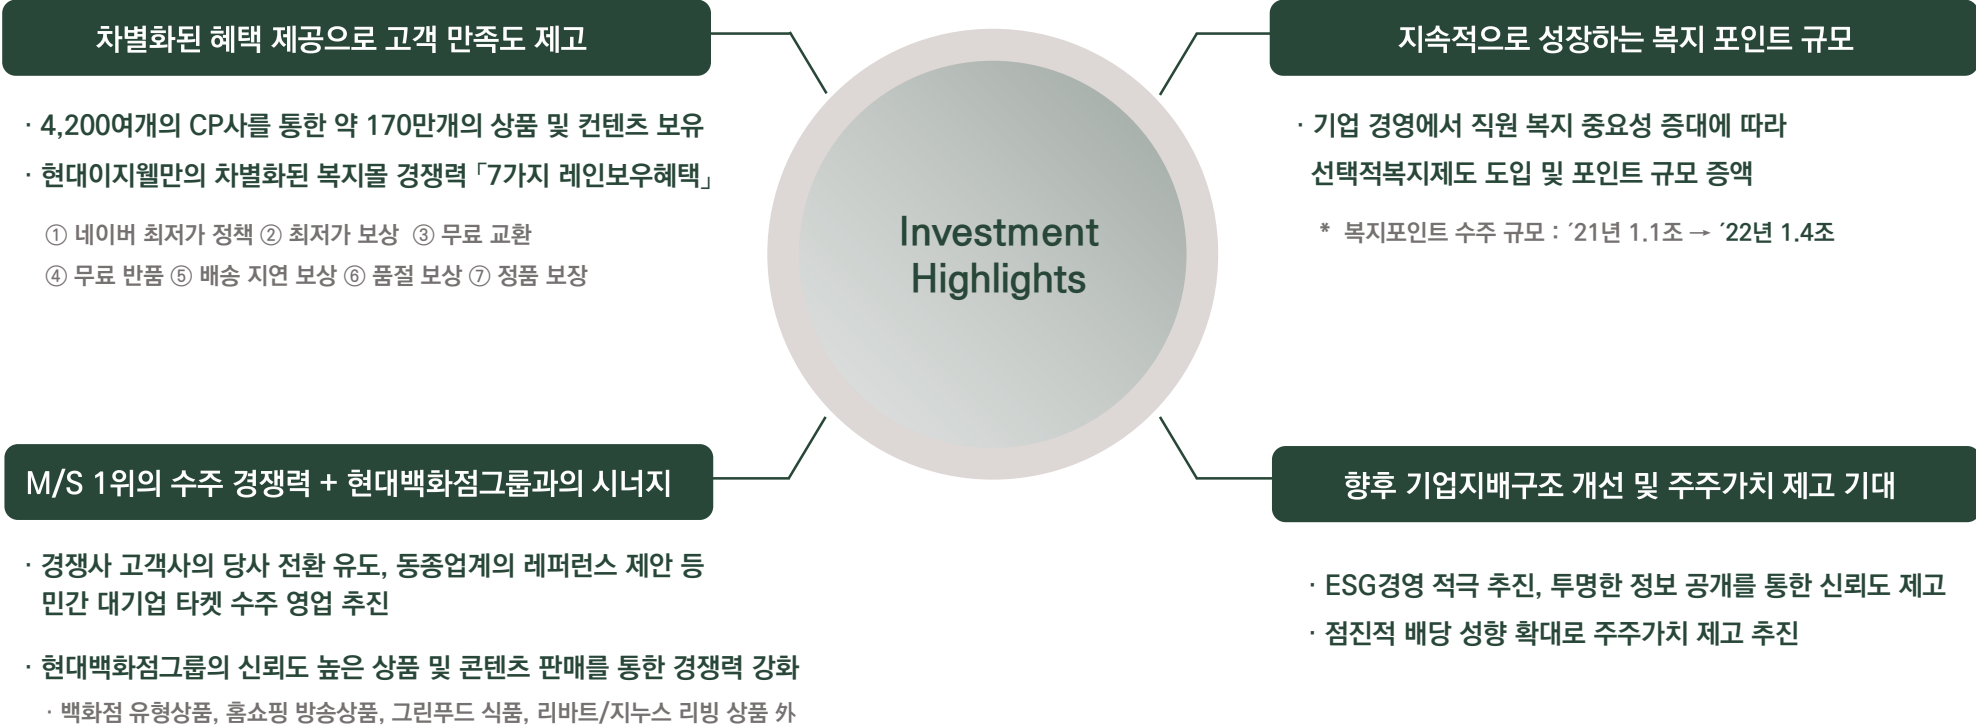 차별화된 혜택 제공으로 고객 만족도 제고
· 4,200여개의 CP사를 통한 약 170만개의 상품 및 컨텐츠 보유
· 현대이지웰만의 차별화된 복지몰 경쟁력 「7가지 레인보우혜택」
① 네이버 최저가 정책 ② 최저가 보상 ③ 무료 교환
④ 무료 반품 ⑤ 배송 지연 보상 ⑥ 품절 보상 ⑦ 정품 보장
Investment
Highlights
지속적으로 성장하는 복지 포인트 규모
· 기업 경영에서 직원 복지 중요성 증대에 따라
선택적복지제도 도입 및 포인트 규모 증액
* 복지포인트 수주 규모 : ´21년 1.1조 → ´22년 1.4조
M/S 1위의 수주 경쟁력 + 현대백화점그룹과의 시너지
· 경쟁사 고객사의 당사 전환 유도, 동종업계의 레퍼런스 제안 등
민간 대기업 타켓 수주 영업 추진
· 현대백화점그룹의 신뢰도 높은 상품 및 콘텐츠 판매를 통한 경쟁력 강화
· 백화점 유형상품, 홈쇼핑 방송상품, 그린푸드 식품, 리바트/지누스 리빙 상품 外
향후 기업지배구조 개선 및 주주가치 제고 기대
· ESG경영 적극 추진, 투명한 정보 공개를 통한 신뢰도 제고
· 점진적 배당 성향 확대로 주주가치 제고 추진